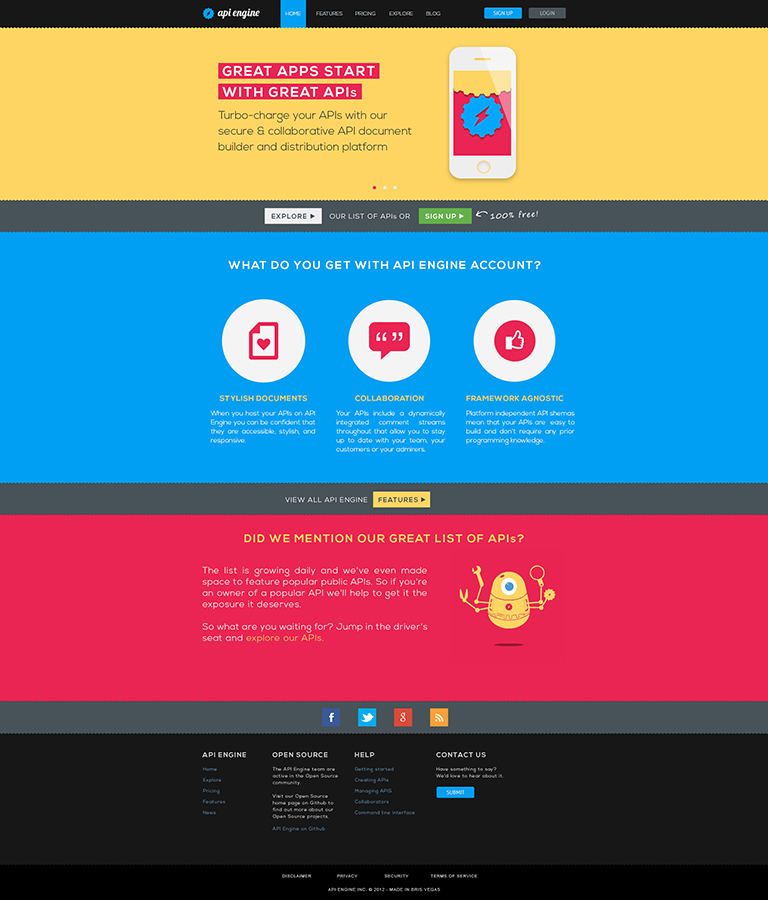 api engine
HOME
FEATURES
PRICING
EXPLORE
BLOG
SIGN UP
LOGIN
GREAT APPS START
WITH GREAT APIs
Turbo-charge your APIs with our
secure & collaborative API document
builder and distribution platform
EXPLORE
OUR LIST OF APIs OR
SIGN UP
100% free!
WHAT DO YOU GET WITH API ENGINE ACCOUNT?
STYLISH DOCUMENTS
When you host your APIs on API
Engine you can be confident that
they are accessible, stylish, and
responsive.
COLLABORATION
Your APIs include a dynamically
integrated comment streams
throughout that allow you to stay
up to date with your team, your
customers or your admirers.
FRAMEWORK AGNOSTIC
Platform independent API shemas
mean that your APIs are easy to
build and don't require any prior
programming knowledge.
VIEW ALL API ENGINE
FEATURES
DID WE MENTION OUR GREAT LIST OF APIs?
The list is growing daily and we've even made
space to feature popular public APIs. So if you're
an owner of a popular API we'll help to get it the
exposure it deserves.
So what are you waiting for? Jump in the driver's
seat and explore our APIs.
API ENGINE
Home
Explore
Pricing
Features
News
OPEN SOURCE
The API Engine team are
active in the Open Source
community.
Visit our Open Source
home page on Github to
find out more about our
Open Source projects.
API Engine on Github
HELP
Getting started
Creating APIs
Managing APIS
Collaborators
Command line Interface
CONTACT US
Have something to say?
We'd love to hear about it.
SUBMIT
DISCLAIMER
PRIVACY
SECURITY
TERMS OF SERVICE
API ENGINE INC. © 2012 - MADE IN BRIS VEGAS